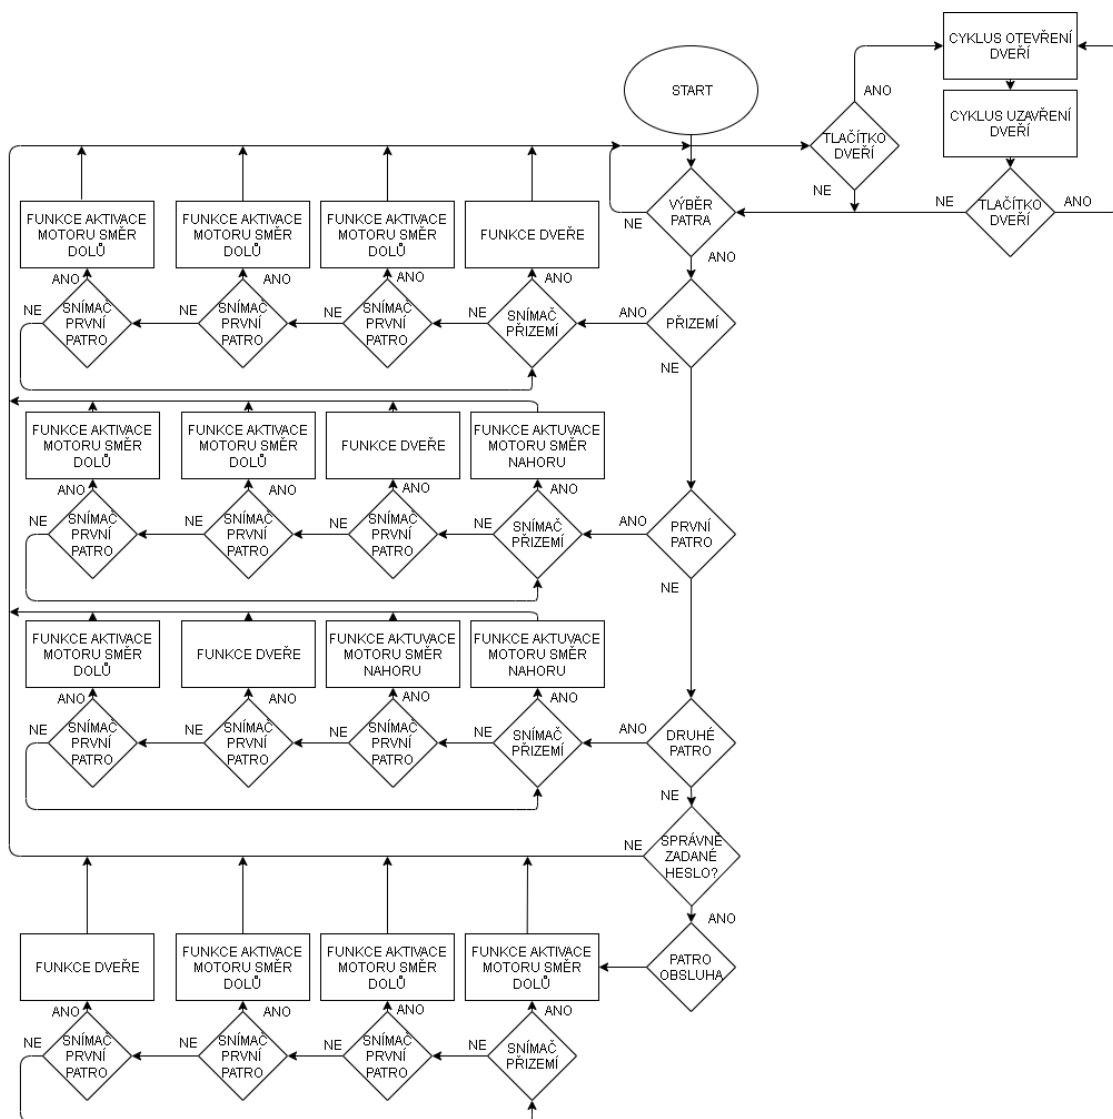 CYKLUS OTEVŘENÍ
DVEŘÍ
START
ANO
CYKLUS UZAVŘENÍ
DVEŘÍ
TLAČÍTKO
DVEŘÍ
NE
VÝBĚR
PATRA
NE
ANO
NE
TLAČÍTKO
DVEŘÍ
ANO
FUNKCE AKTIVACE
MOTORU SMĚR
DOLŮ
FUNKCE AKTIVACE
MOTORU SMĚR
DOLŮ
FUNKCE AKTIVACE
MOTORU SMĚR
DOLŮ
FUNKCE DVEŘE
ANO
ANO
ANO
ANO
NE
SNÍMAČ
PRVNÍ
PATRO
NE
SNÍMAČ
PRVNÍ
PATRO
NE
SNÍMAČ
PRVNÍ
PATRO
NE
SNÍMAČ
PŘIZEMÍ
ANO
PŘIZEMÍ
NE
FUNKCE AKTIVACE
MOTORU SMĚR
DOLŮ
FUNKCE AKTIVACE
MOTORU SMĚR
DOLŮ
FUNKCE DVEŘE
FUNKCE AKTUVACE
MOTORU SMĚR
NAHORU
ANO
ANO
ANO
ANO
NE
SNÍMAČ
PRVNÍ
PATRO
NE
SNÍMAČ
PRVNÍ
PATRO
NE
SNÍMAČ
PRVNÍ
PATRO
NE
SNÍMAČ
PŘIZEMÍ
ANO
PRVNÍ
PATRO
NE
FUNKCE AKTIVACE
MOTORU SMĚR
DOLŮ
FUNKCE DVEŘE
FUNKCE AKTUVACE
MOTORU SMĚR
NAHORU
FUNKCE AKTUVACE
MOTORU SMĚR
NAHORU
ANO
ANO
ANO
ANO
NE
SNÍMAČ
PRVNÍ
PATRO
NE
SNÍMAČ
PRVNÍ
PATRO
NE
SNÍMAČ
PRVNÍ
PATRO
NE
SNÍMAČ
PŘIZEMÍ
ANO
DRUHÉ
PATRO
NE
NE
SPRÁVNĚ
ZADANÉ
HESLO?
ANO
FUNKCE DVEŘE
FUNKCE AKTIVACE
MOTORU SMĚR
DOLŮ
FUNKCE AKTIVACE
MOTORU SMĚR
DOLŮ
FUNKCE AKTIVACE
MOTORU SMĚR
DOLŮ
PATRO
OBSLUHA
ANO
ANO
ANO
ANO
NE
SNÍMAČ
PRVNÍ
PATRO
NE
SNÍMAČ
PRVNÍ
PATRO
NE
SNÍMAČ
PRVNÍ
PATRO
NE
SNÍMAČ
PŘIZEMÍ